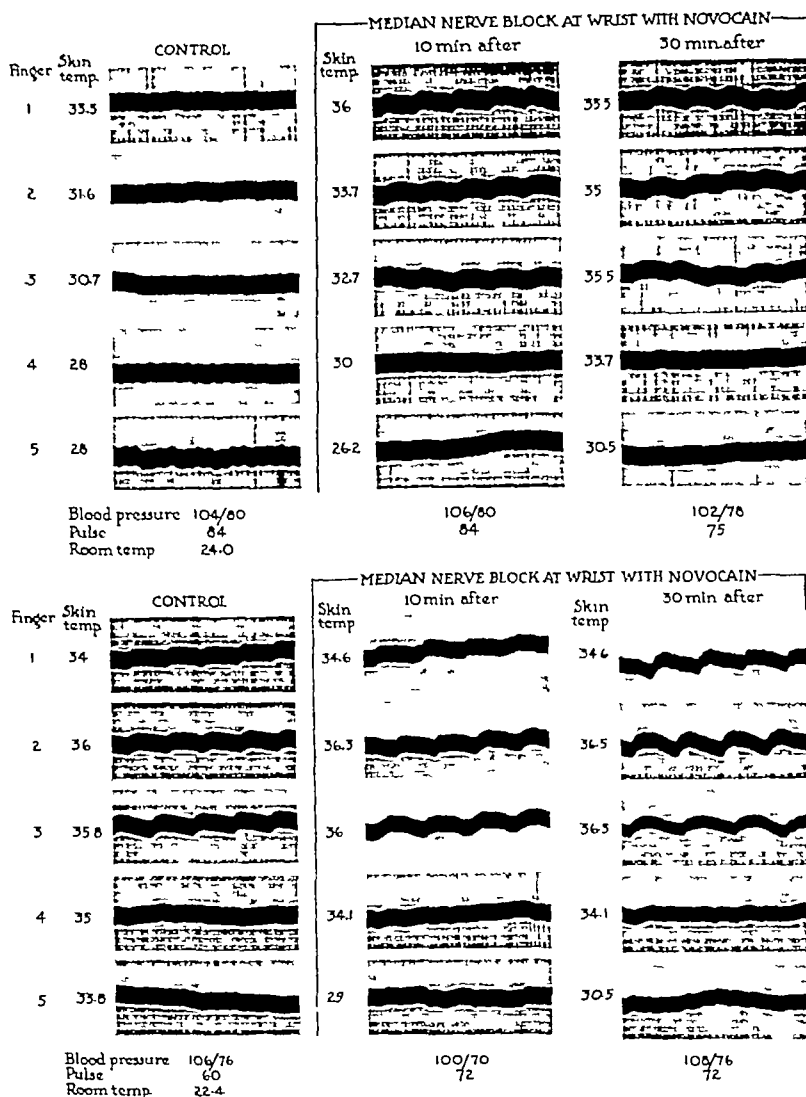 MEDIAN NERVE BLOCK AT WRIST WITH NOVOCAIN
CONTROL 10 min after 30 min. after
Finger Skin temp. Skin temp Skin temp
1 33.5 36 35.5
2 31.6 33.7 35
3 30.7 32.7 35.5
4 28 30 33.7
5 28 26.2 30.5
Blood pressure 104/80 106/80 102/78
Pulse 84 84 75
Room temp 24.0
MEDIAN NERVE BLOCK AT WRIST WITH NOVOCAIN
CONTROL 10 min after 30 min after
Finger Skin temp Skin temp Skin temp
1 34 34.6 34.6
2 36 36.3 36.5
3 35.8 36 36.5
4 35 34.1 34.1
5 33.8 29 30.5
Blood pressure 106/76 100/70 108/76
Pulse 60 72 72
Room temp. 22.4